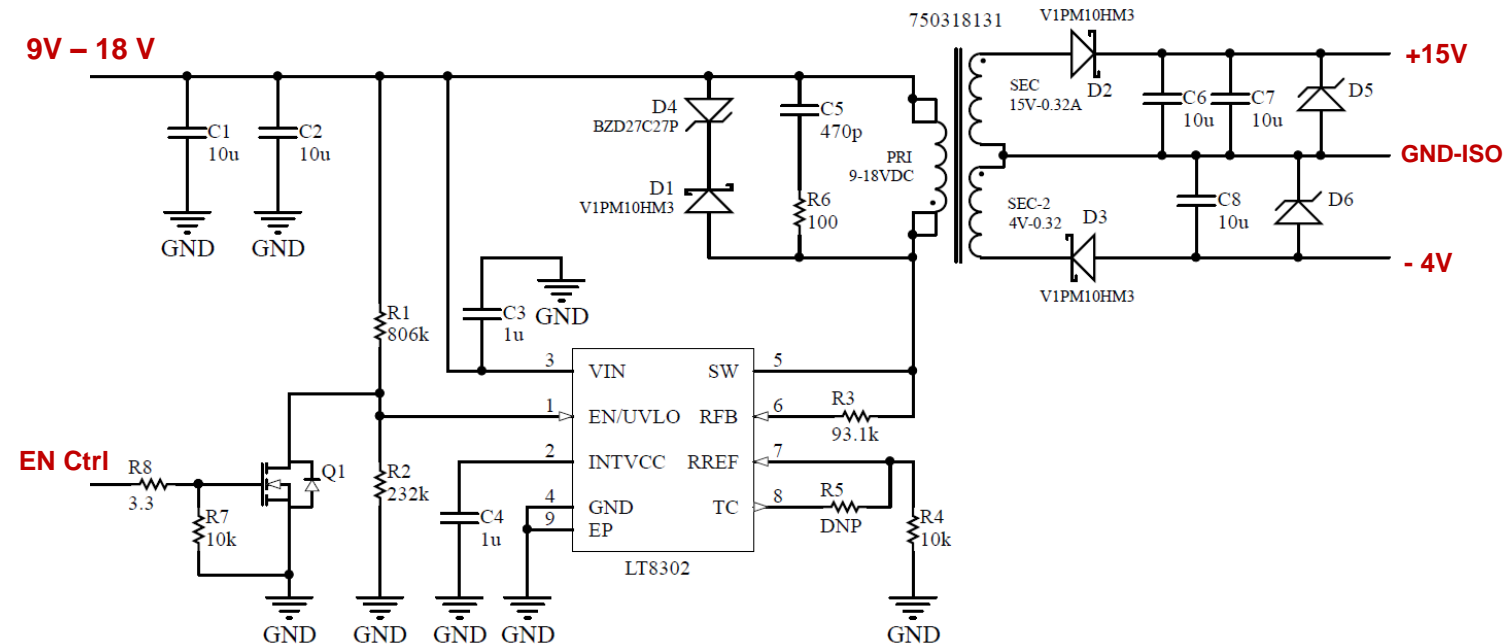 9V – 18 V
750318131
V1PM10HM3
D2
+15V
SEC
15V-0.32A
C6
10u
C7
10u
D5
GND-ISO
C1
10u
GND
C2
10u
GND
D4
BZD27C27P
D1
V1PM10HM3
C5
470p
R6
100
PRI
9-18VDC
SEC-2
4V-0.32
D3
V1PM10HM3
C8
10u
D6
- 4V
R1
806k
C3
1u
GND
3
VIN
SW
5
1
EN/UVLO
RFB
6
R3
93.1k
2
INTVCC
RREF
7
4
GND
TC
8
R5
DNP
9
EP
LT8302
EN Ctrl
R8
3.3
Q1
R7
10k
R2
232k
C4
1u
R4
10k
GND
GND
GND
GND
GND